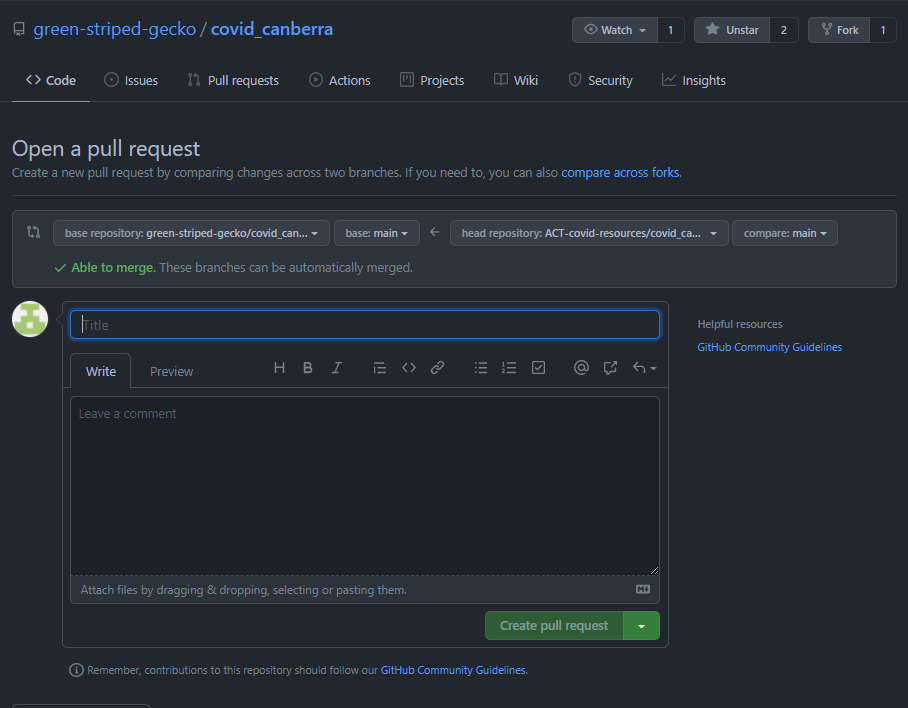 green-striped-gecko / covid_canberra
Watch 1 Unstar 2 Fork 1
Code Issues Pull requests Actions Projects Wiki Security Insights
Open a pull request
Create a new pull request by comparing changes across two branches. If you need to, you can also compare across forks.
base repository: green-striped-gecko/covid_can... base: main head repository: ACT-covid-resources/covid_ca... compare: main
Able to merge. These branches can be automatically merged.
Title
Helpful resources
GitHub Community Guidelines
Write Preview
Leave a comment
Attach files by dragging & dropping, selecting or pasting them.
Create pull request
Remember, contributions to this repository should follow our GitHub Community Guidelines.